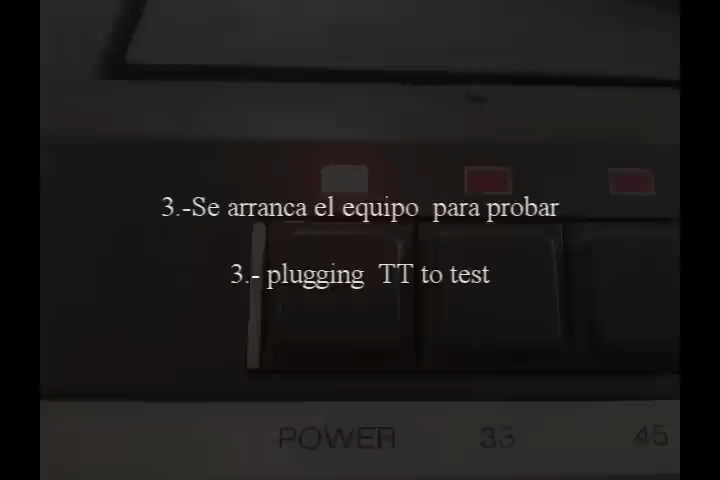 3.-Se arranca el equipo para probar
3.- plugging TT to test
POWER 33 45